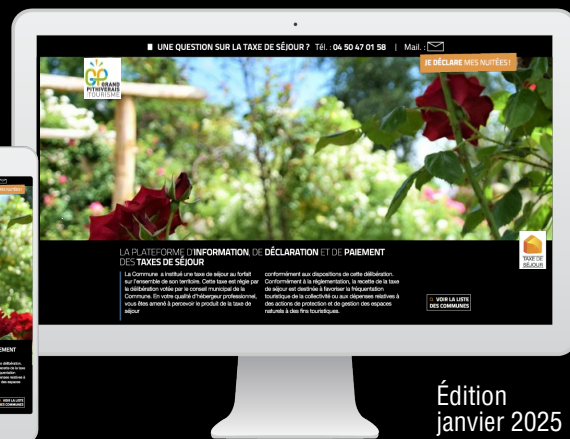 UNE QUESTION SUR LA TAXE DE SÉJOUR ? Tél. : 04 50 47 01 58 | Mail. :
JE DÉCLARE MES NUITÉES !
GRAND
PITHIVERAIS
TOURISME
LA PLATEFORME D'INFORMATION, DE DÉCLARATION ET DE PAIEMENT
DES TAXES DE SÉJOUR
La Commune a institué une taxe de séjour au forfait
sur l'ensemble de son territoire. Cette taxe est régie par
la délibération votée par le conseil municipal de la
Commune. En votre qualité d'hébergeur professionnel,
vous êtes amené à percevoir le produit de la taxe de
séjour
conformément aux dispositions de cette délibération.
Conformément à la réglementation, la recette de la taxe
de séjour est destinée à favoriser la fréquentation
touristique de la collectivité ou aux dépenses relatives à
des actions de protection et de gestion des espaces
naturels à des fins touristiques.
TAXE DE
SÉJOUR
VOIR LA LISTE
DES COMMUNES
Édition
janvier 2025